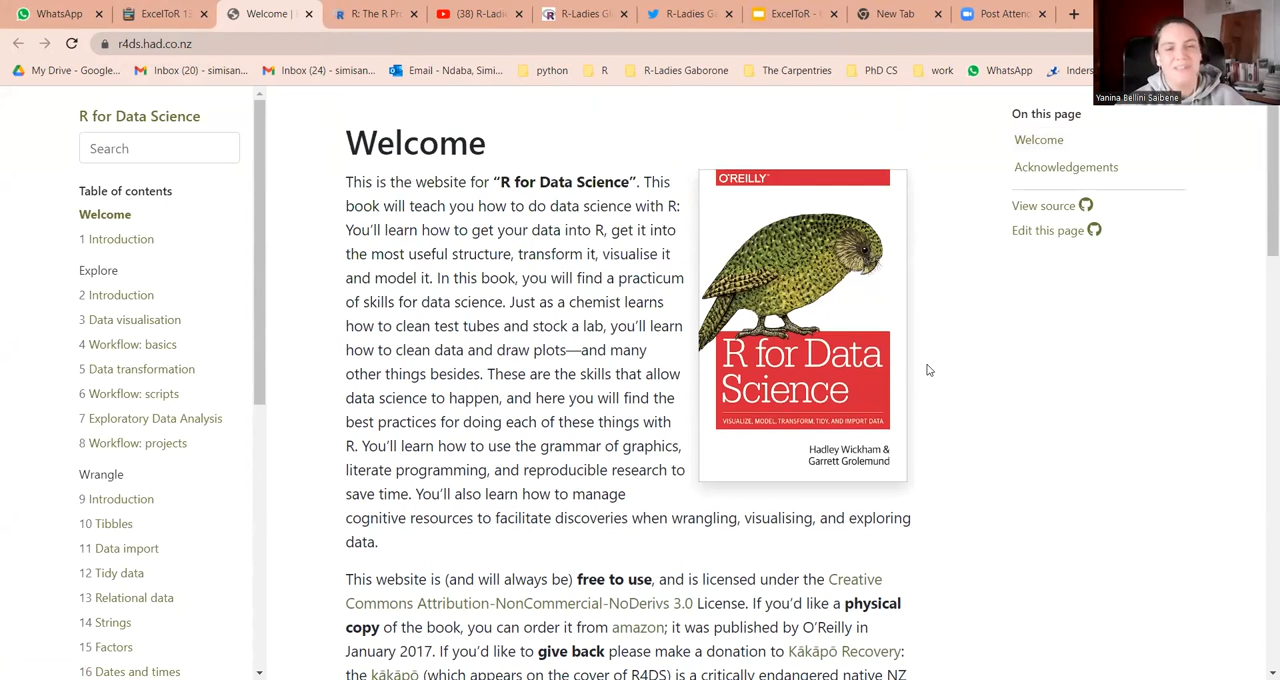 WhatsApp
ExcelToR 13
Welcome |
R: The R Pro
(38) R-Ladie
R-Ladies Gl
R-Ladies Ga
ExcelToR -
New Tab
Post Attend
r4ds.had.co.nz
My Drive - Google...
Inbox (20) - simisan...
Inbox (24) - simisan...
Email - Ndaba, Simi...
python
R
R-Ladies Gaborone
The Carpentries
PhD CS
work
WhatsApp
Inders
Yanina Bellini Saibene
R for Data Science
Search
Table of contents
Welcome
1 Introduction
Explore
2 Introduction
3 Data visualisation
4 Workflow: basics
5 Data transformation
6 Workflow: scripts
7 Exploratory Data Analysis
8 Workflow: projects
Wrangle
9 Introduction
10 Tibbles
11 Data import
12 Tidy data
13 Relational data
14 Strings
15 Factors
16 Dates and times
Welcome
This is the website for “R for Data Science”. This
book will teach you how to do data science with R:
You’ll learn how to get your data into R, get it into
the most useful structure, transform it, visualise it
and model it. In this book, you will find a practicum
of skills for data science. Just as a chemist learns
how to clean test tubes and stock a lab, you’ll learn
how to clean data and draw plots—and many
other things besides. These are the skills that allow
data science to happen, and here you will find the
best practices for doing each of these things with
R. You’ll learn how to use the grammar of graphics,
literate programming, and reproducible research to
save time. You’ll also learn how to manage
cognitive resources to facilitate discoveries when wrangling, visualising, and exploring
data.
O'REILLY
R for Data
Science
VISUALIZE, MODEL, TRANSFORM, TIDY, AND IMPORT DATA
Hadley Wickham &
Garrett Grolemund
This website is (and will always be) free to use, and is licensed under the Creative
Commons Attribution-NonCommercial-NoDerivs 3.0 License. If you’d like a physical
copy of the book, you can order it from amazon; it was published by O’Reilly in
January 2017. If you’d like to give back please make a donation to Kākāpō Recovery:
the kākāpō (which appears on the cover of R4DS) is a critically endangered native NZ
On this page
Welcome
Acknowledgements
View source
Edit this page